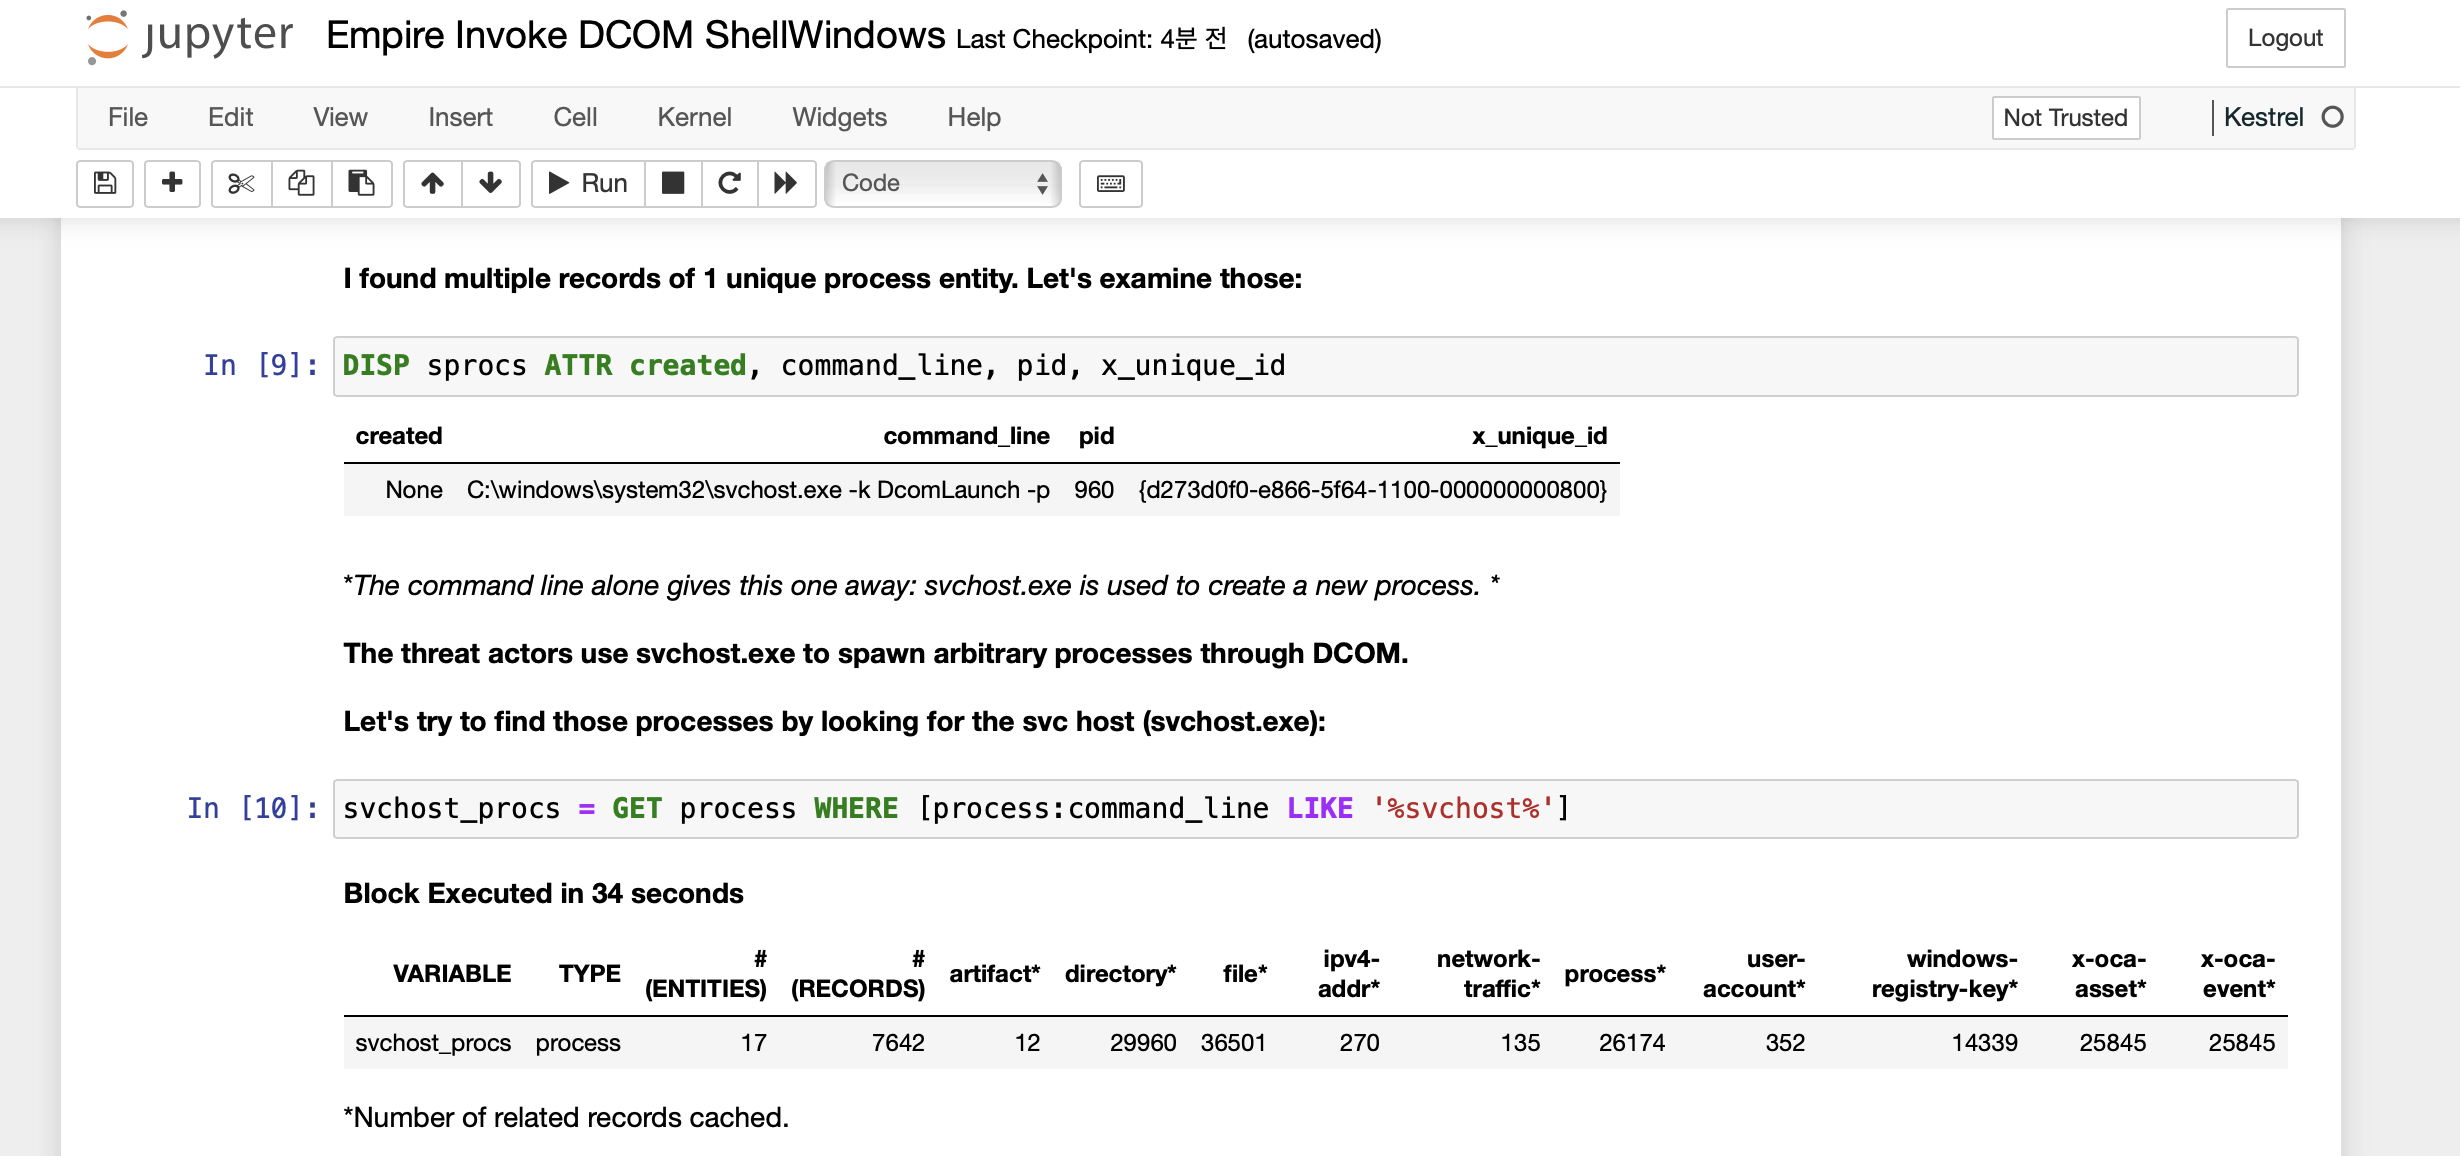 jupyter Empire Invoke DCOM ShellWindows Last Checkpoint: 4분 전 (autosaved) Logout
File Edit View Insert Cell Kernel Widgets Help Not Trusted Kestrel
Run Code
I found multiple records of 1 unique process entity. Let's examine those:
In [9]: DISP sprocs ATTR created, command_line, pid, x_unique_id
created command_line pid x_unique_id
None C:\windows\system32\svchost.exe -k DcomLaunch -p 960 {d273d0f0-e866-5f64-1100-000000000800}
*The command line alone gives this one away: svchost.exe is used to create a new process. *
The threat actors use svchost.exe to spawn arbitrary processes through DCOM.
Let's try to find those processes by looking for the svc host (svchost.exe):
In [10]: svchost_procs = GET process WHERE [process:command_line LIKE '%svchost%']
Block Executed in 34 seconds
VARIABLE TYPE # (ENTITIES) # (RECORDS) artifact* directory* file* ipv4-addr* network-traffic* process* user-account* windows-registry-key* x-oca-asset* x-oca-event*
svchost_procs process 17 7642 12 29960 36501 270 135 26174 352 14339 25845 25845
*Number of related records cached.